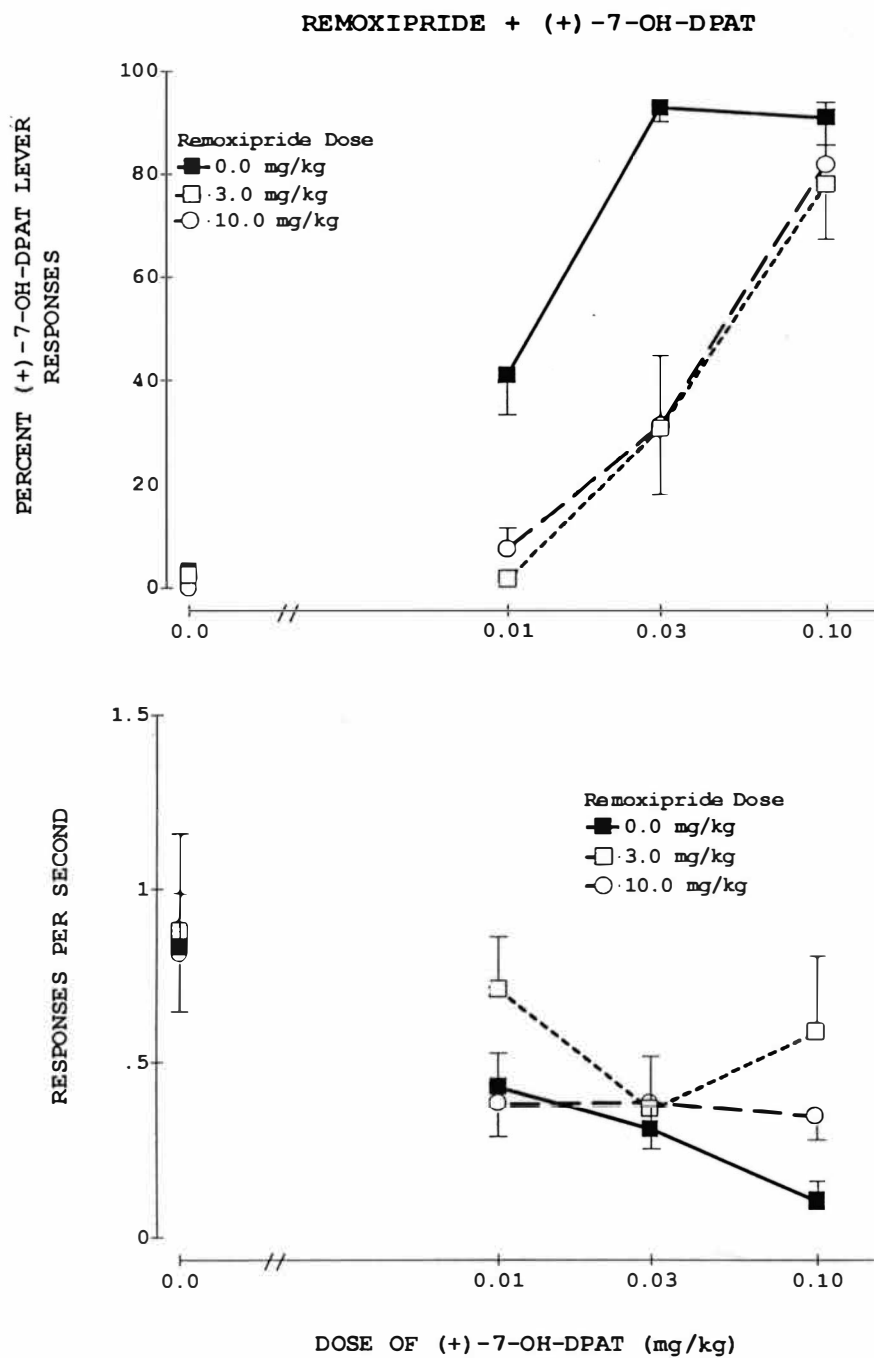 REMOXIPRIDE + (+)-7-OH-DPAT
PERCENT (+)-7-OH-DPAT LEVER
RESPONSES
100
80
60
40
20
0
Remoxipride Dose
0.0 mg/kg
3.0 mg/kg
10.0 mg/kg
0.0
0.01
0.03
0.10
RESPONSES PER SECOND
1.5
1
.5
0
Remoxipride Dose
0.0 mg/kg
3.0 mg/kg
10.0 mg/kg
0.0
0.01
0.03
0.10
DOSE OF (+)-7-OH-DPAT (mg/kg)